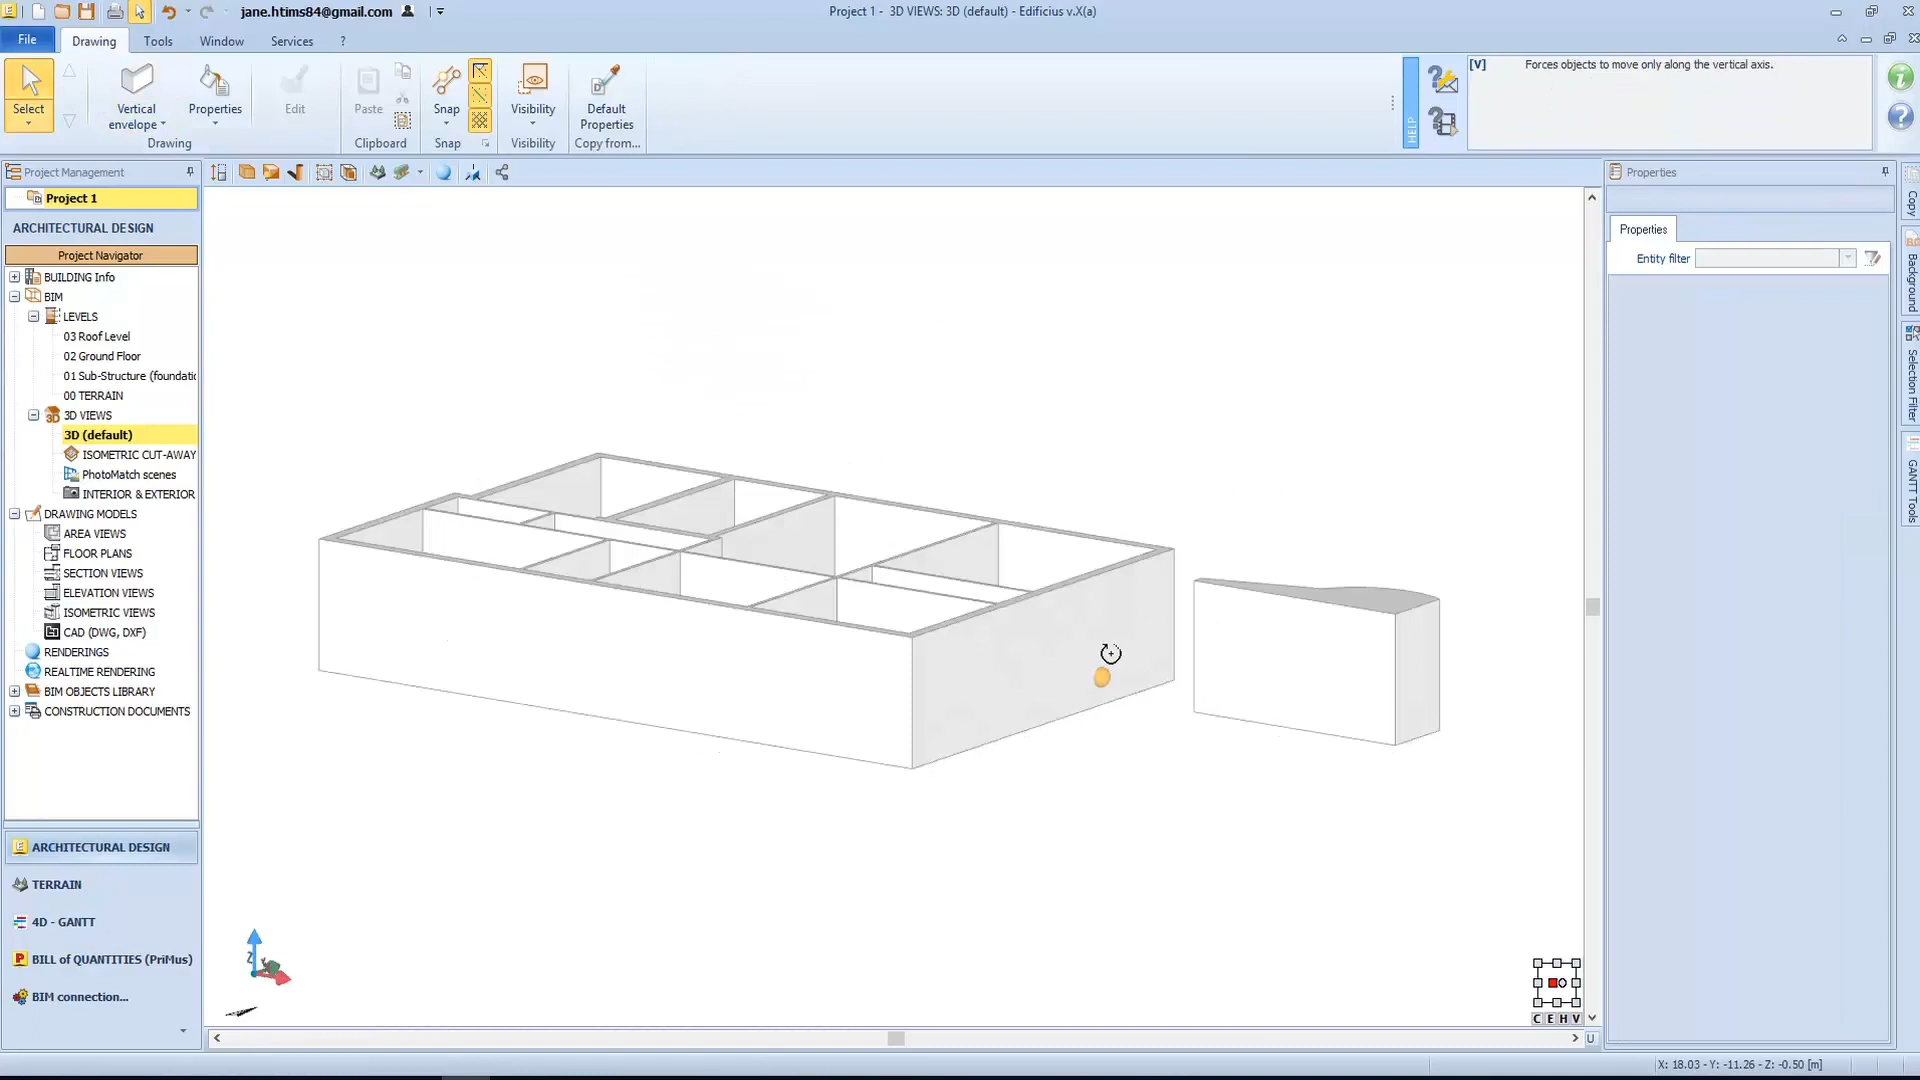 jane.htims84@gmail.com
Project 1 - 3D VIEWS: 3D (default) - Edificius v.X(a)
File
Drawing
Tools
Window
Services
?
Select
Vertical
envelope
Properties
Edit
Paste
Snap
Visibility
Default
Properties
Drawing
Clipboard
Snap
Visibility
Copy from...
HELP
[V]
Forces objects to move only along the vertical axis.
Project Management
Project 1
ARCHITECTURAL DESIGN
Project Navigator
BUILDING Info
BIM
LEVELS
03 Roof Level
02 Ground Floor
01 Sub-Structure (foundatic
00 TERRAIN
3D VIEWS
3D (default)
ISOMETRIC CUT-AWAY
PhotoMatch scenes
INTERIOR & EXTERIOR
DRAWING MODELS
AREA VIEWS
FLOOR PLANS
SECTION VIEWS
ELEVATION VIEWS
ISOMETRIC VIEWS
CAD (DWG, DXF)
RENDERINGS
REALTIME RENDERING
BIM OBJECTS LIBRARY
CONSTRUCTION DOCUMENTS
ARCHITECTURAL DESIGN
TERRAIN
4D - GANTT
BILL of QUANTITIES (PriMus)
BIM connection...
Z
Properties
Properties
Entity filter
Copy
Background
Selection Filter
GANTT Tools
C E H V
U
X: 18.03 - Y: -11.26 - Z: -0.50 [m]